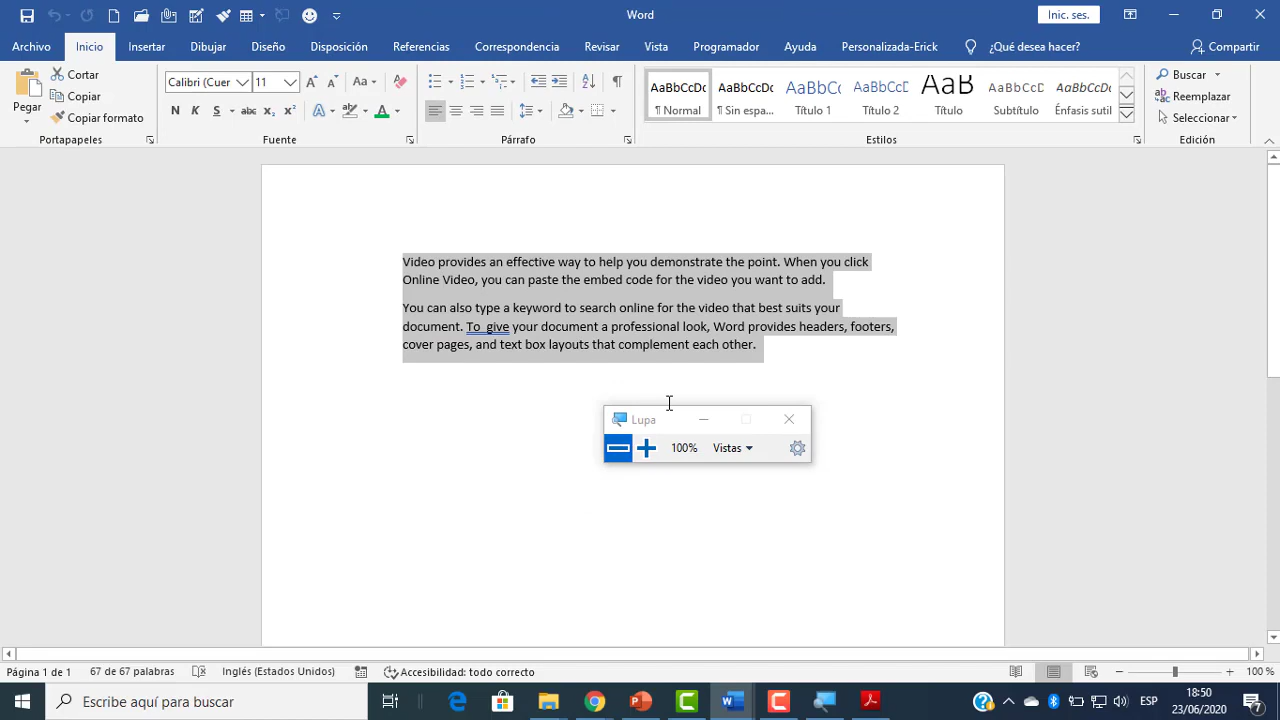 Word
Inic. ses.
Archivo Inicio Insertar Dibujar Diseño Disposición Referencias Correspondencia Revisar Vista Programador Ayuda Personalizada-Erick ¿Qué desea hacer? Compartir
Pegar
Cortar
Copiar
Copiar formato
Portapapeles
Calibri (Cuer 11 Aa
N K S abc x₂ x² A A
Fuente
Párrafo
AaBbCcDc AaBbCcDc AaBbCc AaBbCcD AaB AaBbCcD AaBbCcDc
¶ Normal ¶ Sin espa... Título 1 Título 2 Título Subtítulo Énfasis sutil
Estilos
Buscar
Reemplazar
Seleccionar
Edición
Video provides an effective way to help you demonstrate the point. When you click
Online Video, you can paste the embed code for the video you want to add.
You can also type a keyword to search online for the video that best suits your
document. To  give your document a professional look, Word provides headers, footers,
cover pages, and text box layouts that complement each other.
Lupa
100% Vistas
Página 1 de 1 67 de 67 palabras Inglés (Estados Unidos) Accesibilidad: todo correcto 100 %
Escribe aquí para buscar
ESP
18:50
23/06/2020
7